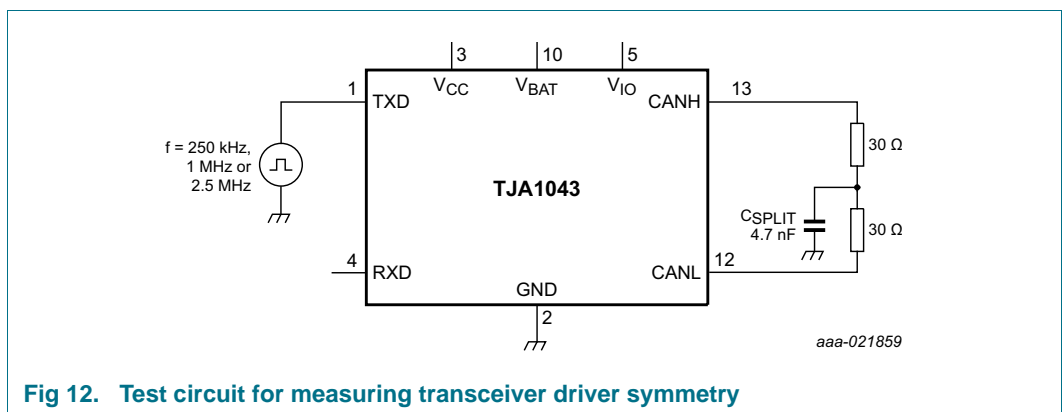 3
10
5
1
TXD
VCC
VBAT
VIO
CANH
13
f = 250 kHz,
1 MHz or
2.5 MHz
30 Ω
TJA1043
CSPLIT
4.7 nF
30 Ω
4
RXD
CANL
12
GND
2
aaa-021859
Fig 12. Test circuit for measuring transceiver driver symmetry